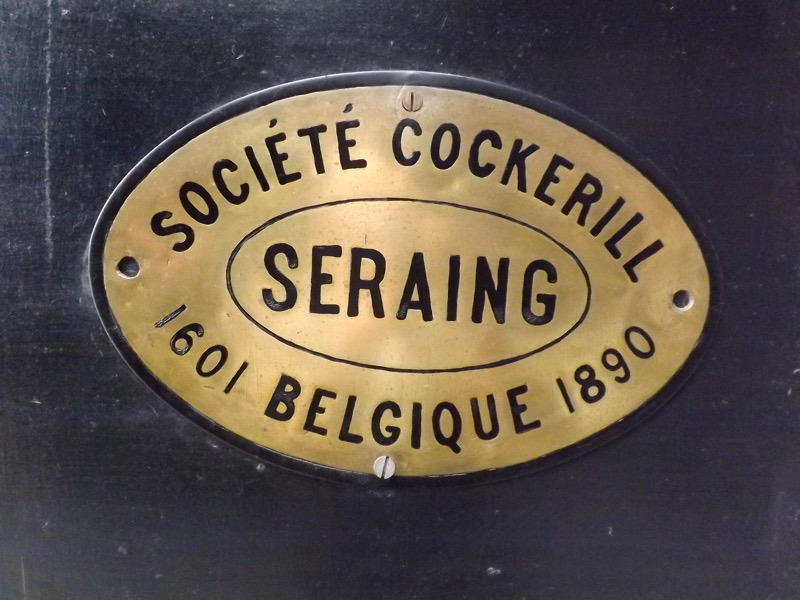 SOCIÉTÉ COCKERILL
SERAING
1601 BELGIQUE 1890